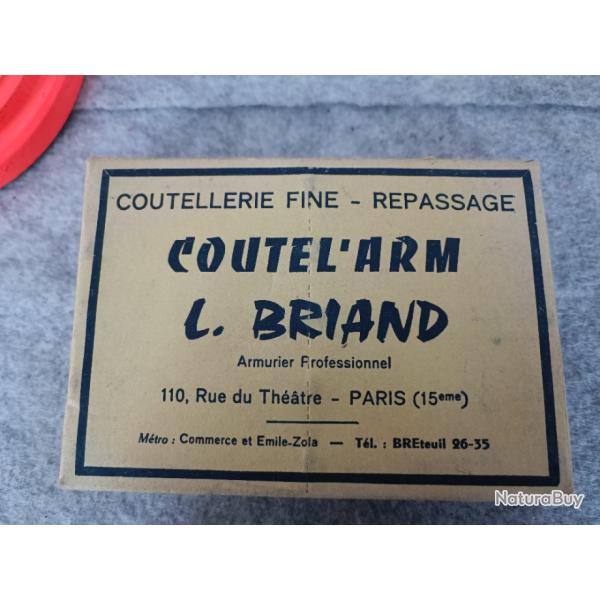 COUTELLERIE FINE - REPASSAGE
COUTEL'ARM
L. BRIAND
Armurier Professionnel
110, Rue du Théâtre - PARIS (15eme)
Métro : Commerce et Emile-Zola — Tél. : BREteuil 26-35
NaturaBuy